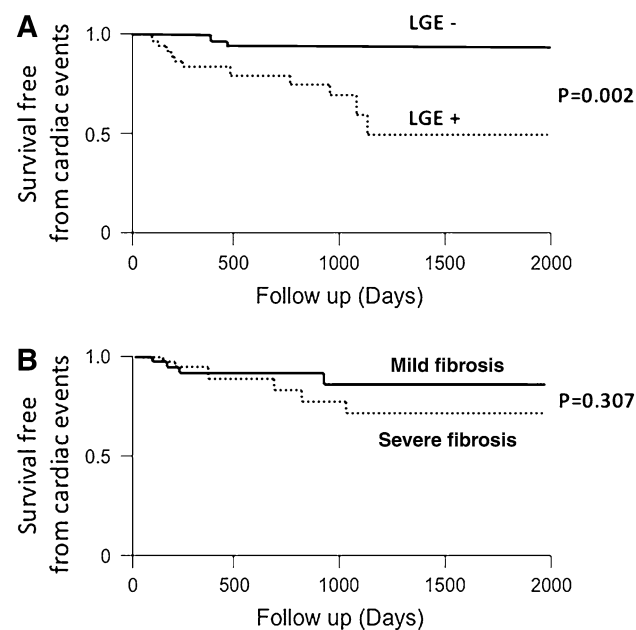 A
LGE -
1.0
P=0.002
LGE +
0.5
0
Survival free
from cardiac events
0 500 1000 1500 2000
Follow up (Days)
B
1.0
Mild fibrosis
P=0.307
Severe fibrosis
0.5
0
Survival free
from cardiac events
0 500 1000 1500 2000
Follow up (Days)